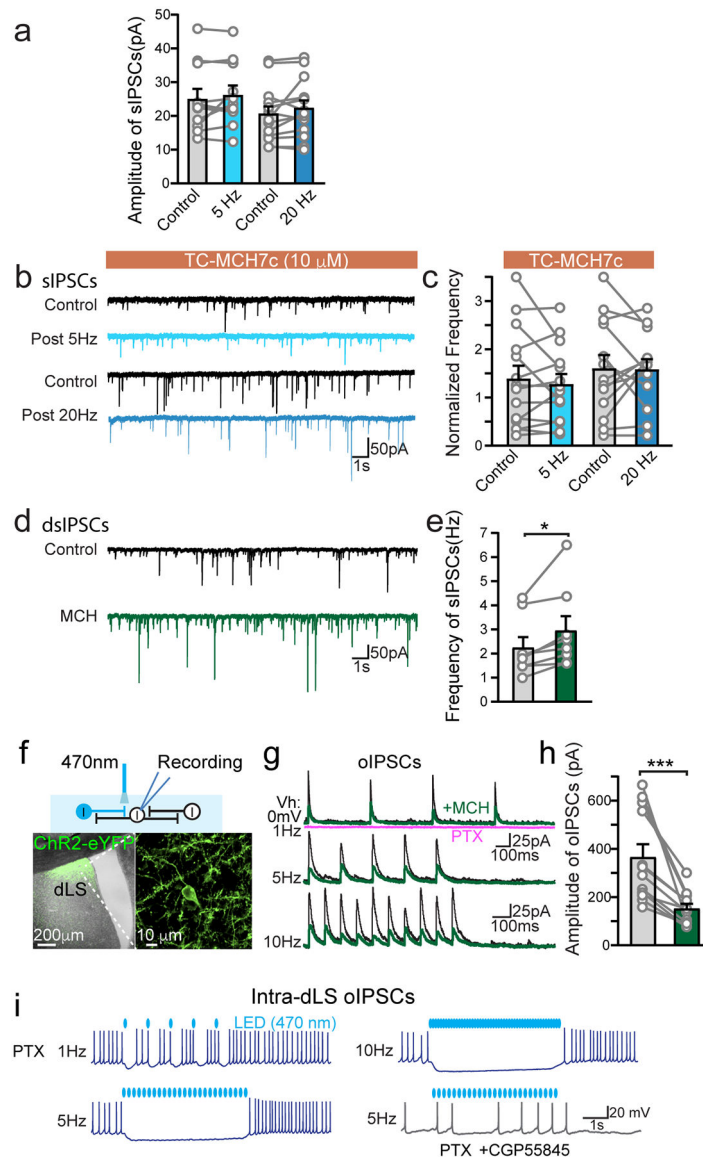 a
Amplitude of sIPSCs(pA)
50
40
30
20
10
0
Control
5 Hz
Control
20 Hz
TC-MCH7c (10 μM)
b
sIPSCs
Control
Post 5Hz
Control
Post 20Hz
50pA
1s
c
TC-MCH7c
Normalized Frequency
3
2
1
0
Control
5 Hz
Control
20 Hz
d
dsIPSCs
Control
MCH
50pA
1s
e
Frequency of sIPSCs(Hz)
7
6
5
4
3
2
1
0
*
f
470nm
Recording
I
I
I
ChR2-eYFP
dLS
200μm
10 μm
g
oIPSCs
Vh:
0mV
+MCH
1Hz
PTX
25pA
100ms
5Hz
25pA
100ms
10Hz
h
Amplitude of oIPSCs (pA)
***
600
400
200
0
i
Intra-dLS oIPSCs
LED (470 nm)
PTX 1Hz
10Hz
5Hz
5Hz
20 mV
1s
PTX +CGP55845